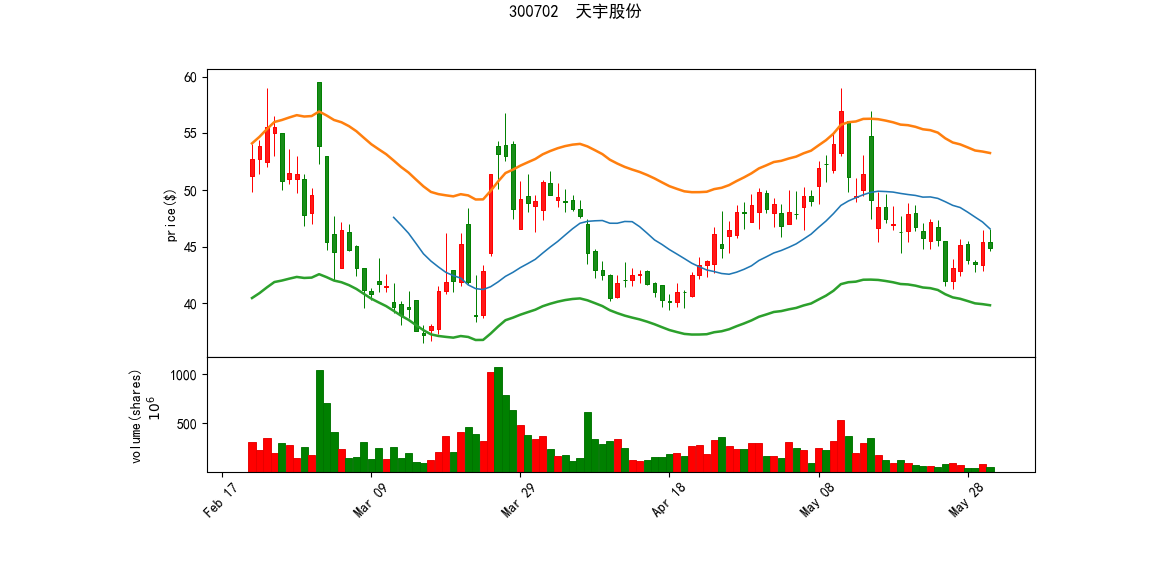 300702 天宇股份
60
55
50
45
40
price($)
1000
500
volume(shares)
10^6
Feb 17
Mar 09
Mar 29
Apr 18
May 08
May 28